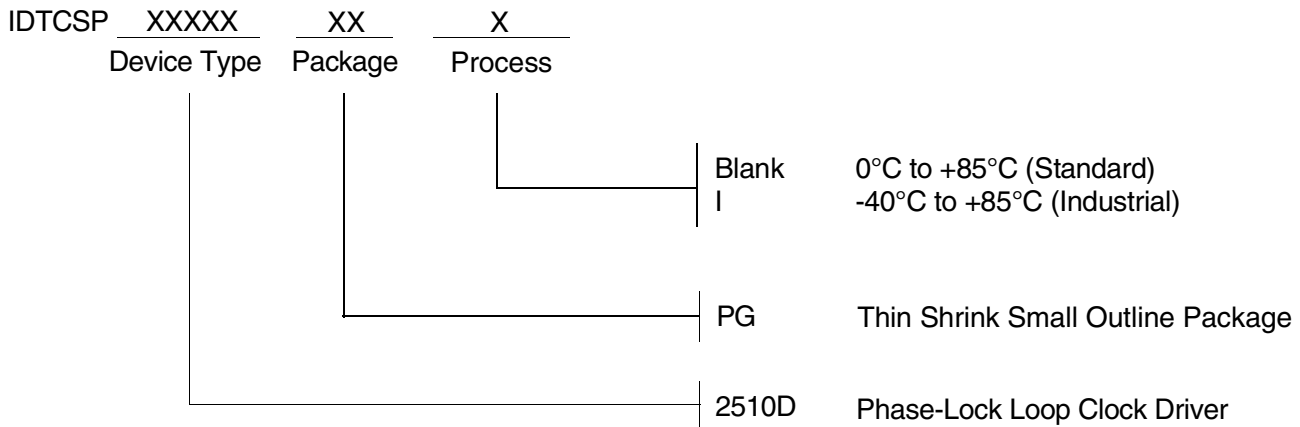 IDTCSP XXXXX XX X
Device Type Package Process
Blank 0°C to +85°C (Standard)
I -40°C to +85°C (Industrial)
PG Thin Shrink Small Outline Package
2510D Phase-Lock Loop Clock Driver